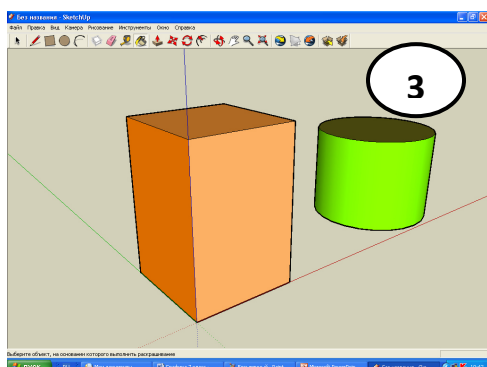 Без названия - SketchUp
Файл Правка Вид Камера Рисование Инструменты Окно Справка
3
Выберите объект, на основании которого выполнить раскрашивание